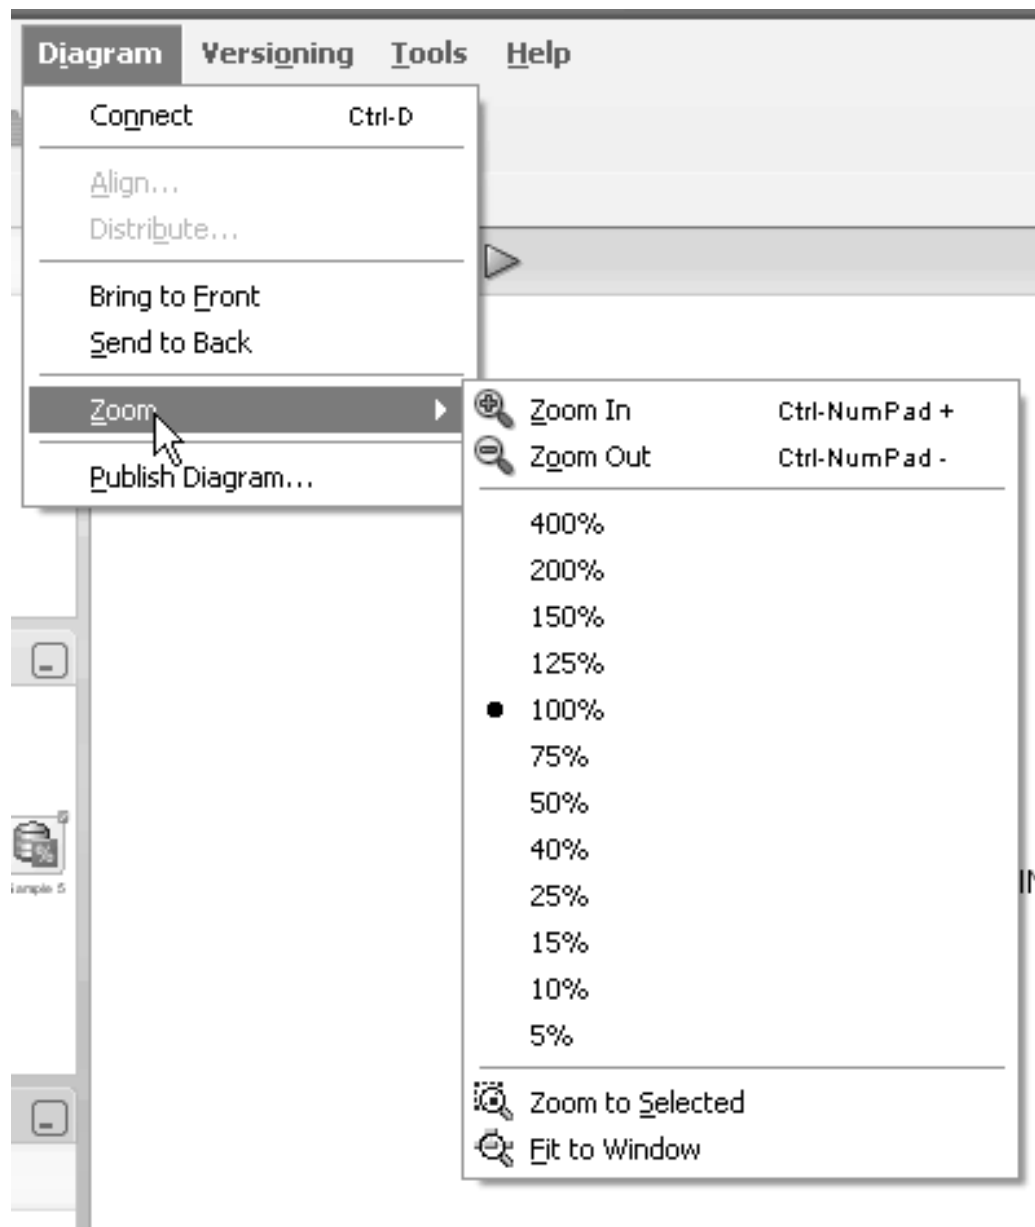 Diagram Versioning Tools Help
Connect Ctrl-D
Align...
Distribute...
Bring to Front
Send to Back
Zoom
Publish Diagram...
Zoom In Ctrl-NumPad +
Zoom Out Ctrl-NumPad -
400%
200%
150%
125%
100%
75%
50%
40%
25%
15%
10%
5%
Zoom to Selected
Fit to Window
%